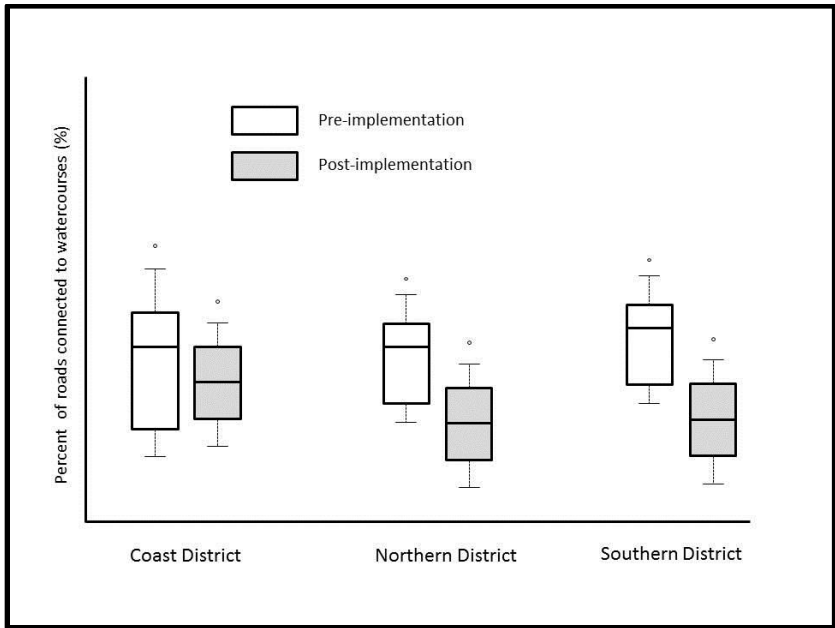 Percent of roads connected to watercourses (%)
Pre-implementation
Post-implementation
Coast District
Northern District
Southern District